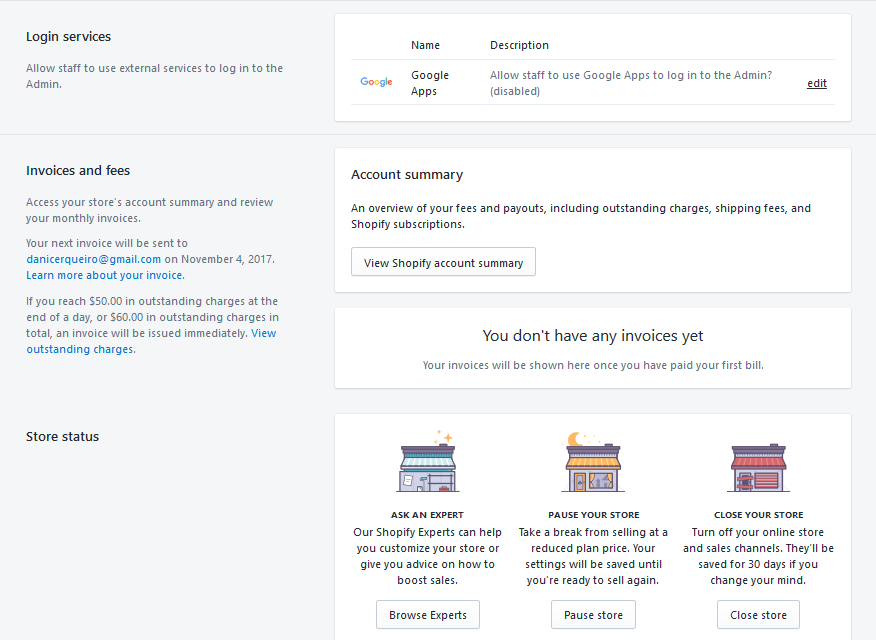 Login services
Allow staff to use external services to log in to the
Admin.
Name Description
Google Google
Apps
Allow staff to use Google Apps to log in to the Admin?
(disabled)
edit
Invoices and fees
Access your store's account summary and review
your monthly invoices.
Your next invoice will be sent to
danicerqueiro@gmail.com on November 4, 2017.
Learn more about your invoice.
If you reach $50.00 in outstanding charges at the
end of a day, or $60.00 in outstanding charges in
total, an invoice will be issued immediately. View
outstanding charges.
Account summary
An overview of your fees and payouts, including outstanding charges, shipping fees, and
Shopify subscriptions.
View Shopify account summary
You don't have any invoices yet
Your invoices will be shown here once you have paid your first bill.
Store status
ASK AN EXPERT
Our Shopify Experts can help
you customize your store or
give you advice on how to
boost sales.
Browse Experts
PAUSE YOUR STORE
Take a break from selling at a
reduced plan price. Your
settings will be saved until
you're ready to sell again.
Pause store
CLOSE YOUR STORE
Turn off your online store
and sales channels. They'll be
saved for 30 days if you
change your mind.
Close store